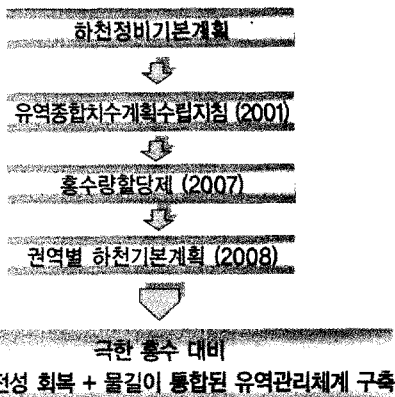 하천정비기본계획
유역종합치수계획수립지침 (2001)
홍수량할당제 (2007)
권역별 하천기본계획 (2008)
극한 홍수 대비
전성 회복 + 물길이 통합된 유역관리체계 구축